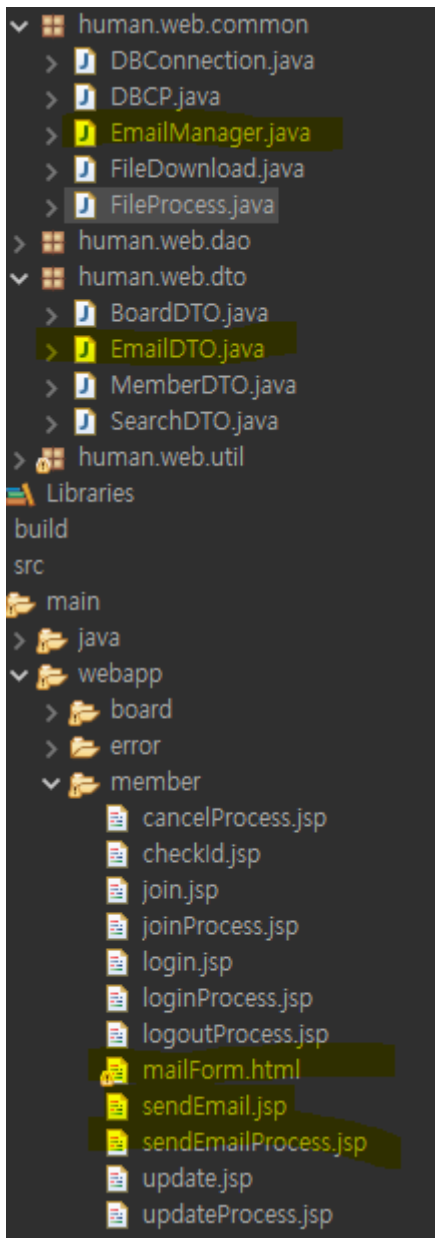 human.web.common
DBConnection.java
DBCP.java
EmailManager.java
FileDownload.java
FileProcess.java
human.web.dao
human.web.dto
BoardDTO.java
EmailDTO.java
MemberDTO.java
SearchDTO.java
human.web.util
Libraries
build
src
main
java
webapp
board
error
member
cancelProcess.jsp
checkId.jsp
join.jsp
joinProcess.jsp
login.jsp
loginProcess.jsp
logoutProcess.jsp
mailForm.html
sendEmail.jsp
sendEmailProcess.jsp
update.jsp
updateProcess.jsp